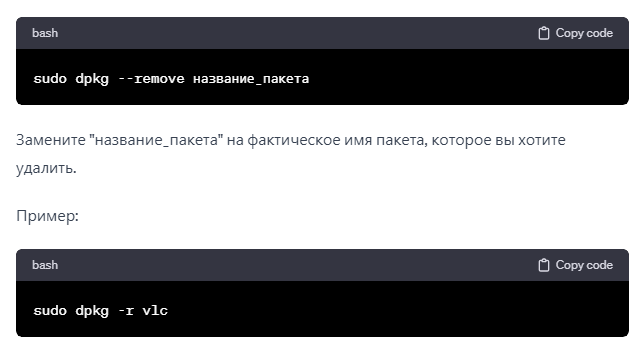 bash Copy code
sudo dpkg --remove название_пакета
Замените "название_пакета" на фактическое имя пакета, которое вы хотите
удалить.
Пример:
bash Copy code
sudo dpkg -r vlc